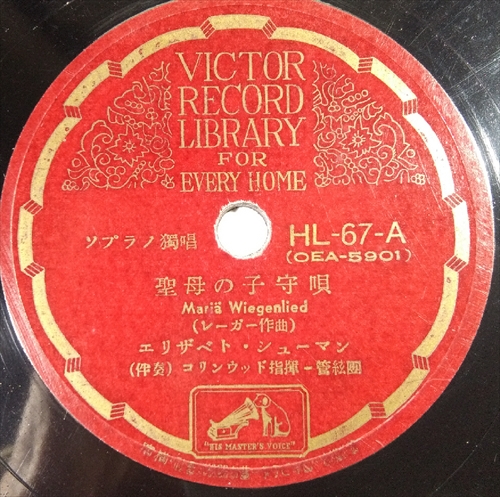 VICTOR
RECORD
LIBRARY
FOR
EVERY HOME
ソプラノ獨唱
HL-67-A
(OEA-5901)
聖母の子守唄
Mariä Wiegenlied
(レーガー作曲)
エリザベト・シューマン
(伴奏) コリンウッド指揮-管絃團
"HIS MASTER'S VOICE"